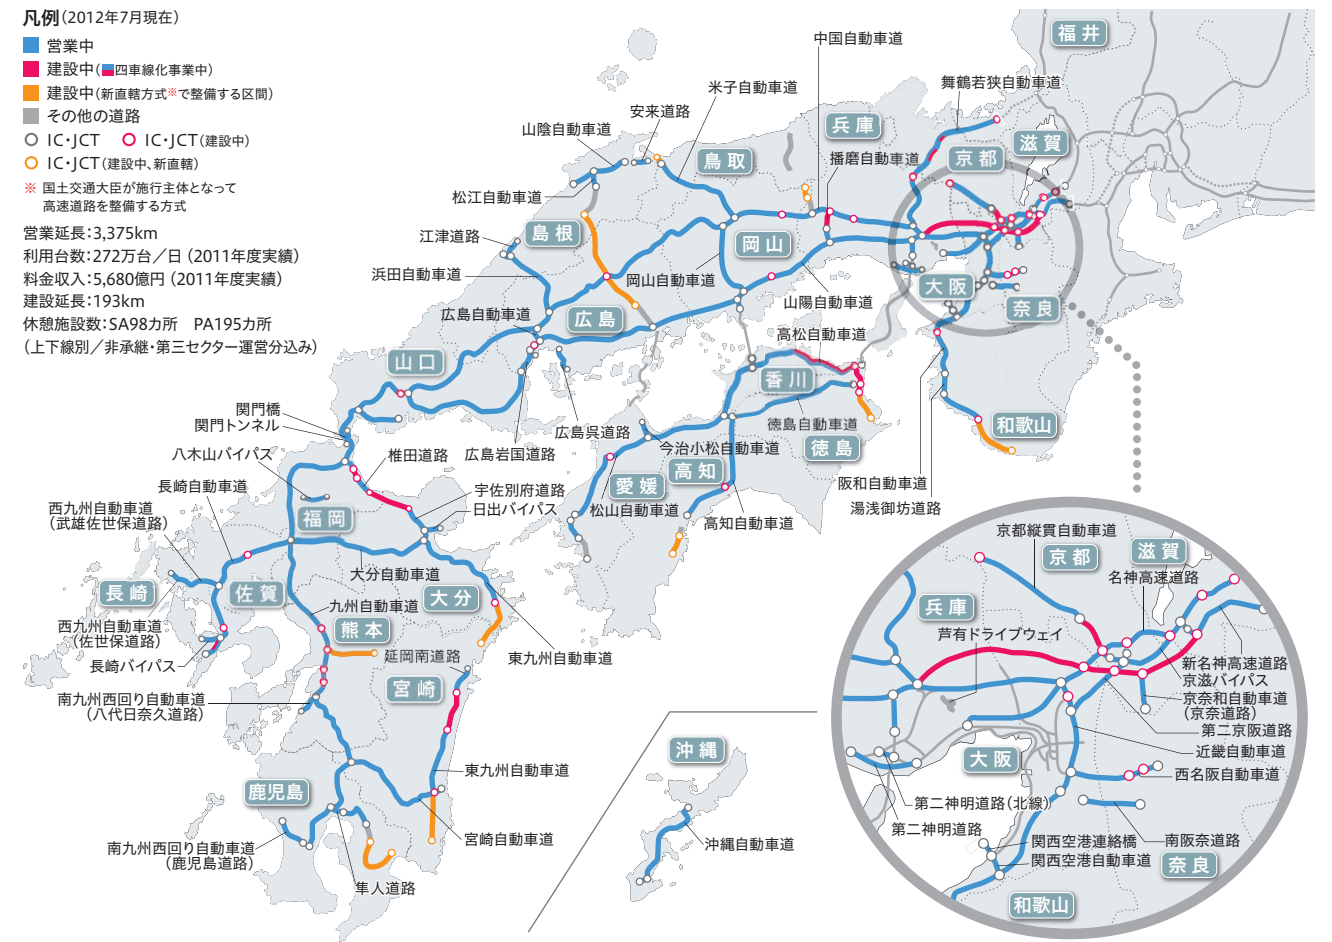 凡例(2012年7月現在)
営業中
建設中(四車線化事業中)
建設中(新直轄方式※で整備する区間)
その他の道路
IC・JCT IC・JCT(建設中)
IC・JCT(建設中、新直轄)
※ 国土交通大臣が施行主体となって
高速道路を整備する方式
営業延長：3,375km
利用台数：272万台／日（2011年度実績）
料金収入：5,680億円（2011年度実績）
建設延長：193km
休憩施設数：SA98カ所　PA195カ所
（上下線別／非承継・第三セクター運営分込み）
福井
中国自動車道
舞鶴若狭自動車道
米子自動車道
安来道路
山陰自動車道
兵庫
滋賀
京都
鳥取
播磨自動車道
松江自動車道
江津道路
島根
岡山
浜田自動車道
岡山自動車道
大阪
山陽自動車道
奈良
広島自動車道
広島
高松自動車道
山口
香川
関門橋
関門トンネル
徳島自動車道
和歌山
広島呉道路
八木山バイパス
椎田道路
広島岩国道路
今治小松自動車道
徳島
高知
長崎自動車道
宇佐別府道路
愛媛
阪和自動車道
西九州自動車道
(武雄佐世保道路)
日出バイパス
松山自動車道
湯浅御坊道路
福岡
高知自動車道
大分自動車道
長崎
佐賀
大分
九州自動車道
西九州自動車道
(佐世保道路)
熊本
長崎バイパス
延岡南道路
東九州自動車道
南九州西回り自動車道
(八代日奈久道路)
宮崎
東九州自動車道
鹿児島
宮崎自動車道
南九州西回り自動車道
(鹿児島道路)
隼人道路
沖縄
沖縄自動車道
京都縦貫自動車道
京都
滋賀
名神高速道路
兵庫
芦有ドライブウェイ
新名神高速道路
京滋バイパス
京奈和自動車道
(京奈道路)
第二京阪道路
近畿自動車道
大阪
西名阪自動車道
第二神明道路(北線)
第二神明道路
関西空港連絡橋
南阪奈道路
関西空港自動車道
奈良
和歌山